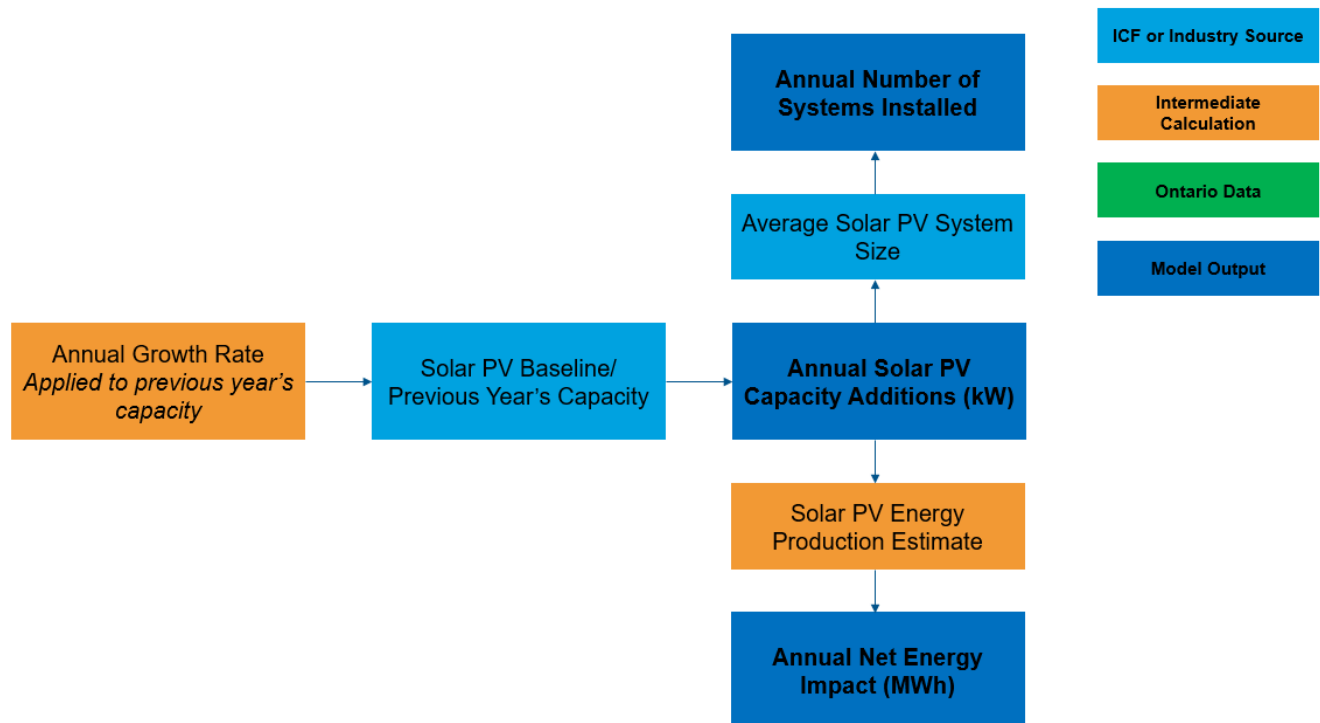 Annual Number of
Systems Installed
Average Solar PV System
Size
Annual Growth Rate
Applied to previous year's
capacity
Solar PV Baseline/
Previous Year's Capacity
Annual Solar PV
Capacity Additions (kW)
Solar PV Energy
Production Estimate
Annual Net Energy
Impact (MWh)
ICF or Industry Source
Intermediate
Calculation
Ontario Data
Model Output